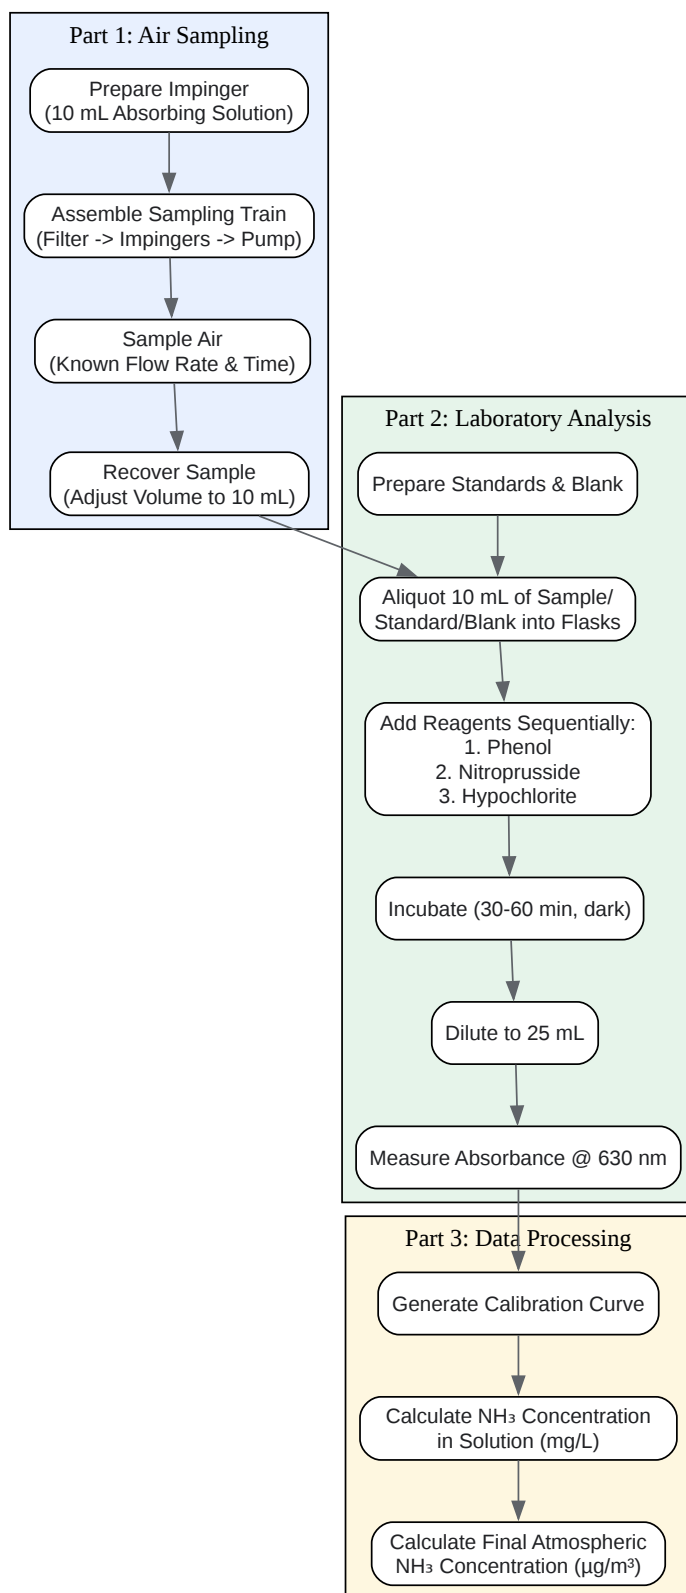 Part 1: Air Sampling
Prepare Impinger
(10 mL Absorbing Solution)
Assemble Sampling Train
(Filter -> Impingers -> Pump)
Sample Air
(Known Flow Rate & Time)
Recover Sample
(Adjust Volume to 10 mL)
Part 2: Laboratory Analysis
Prepare Standards & Blank
Aliquot 10 mL of Sample/
Standard/Blank into Flasks
Add Reagents Sequentially:
1. Phenol
2. Nitroprusside
3. Hypochlorite
Incubate (30-60 min, dark)
Dilute to 25 mL
Measure Absorbance @ 630 nm
Part 3: Data Processing
Generate Calibration Curve
Calculate NH₃ Concentration
in Solution (mg/L)
Calculate Final Atmospheric
NH₃ Concentration (µg/m³)